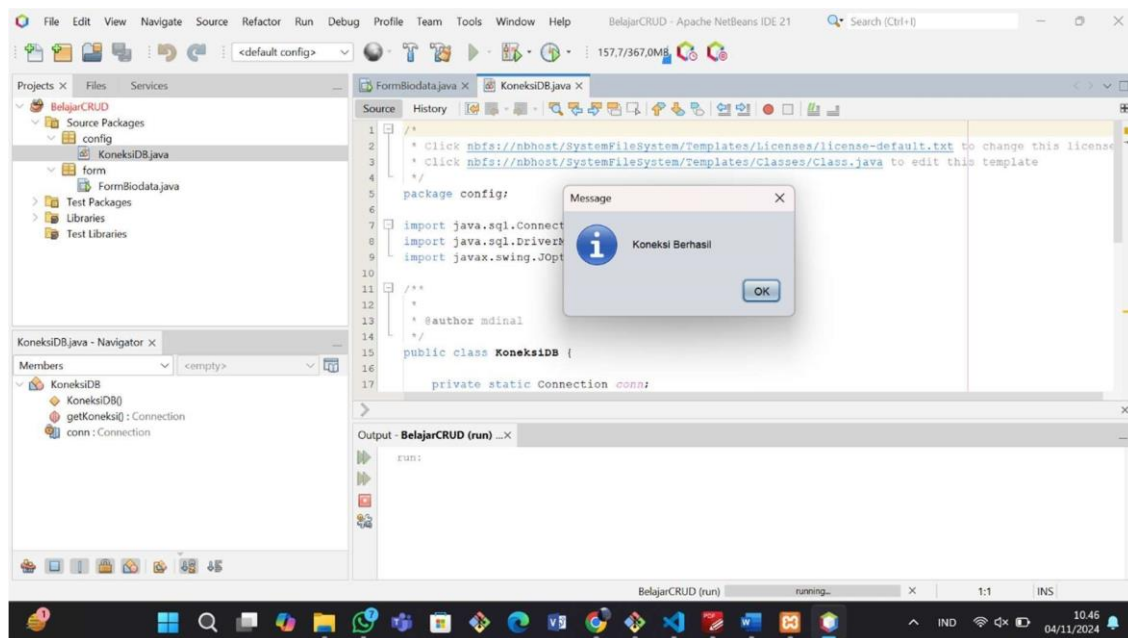 File Edit View Navigate Source Refactor Run Debug Profile Team Tools Window Help BelajarCRUD - Apache NetBeans IDE 21 Search (Ctrl+I)
<default config> 157,7/367,0MB
Projects Files Services
BelajarCRUD
Source Packages
config
KoneksiDB.java
form
FormBiodata.java
Test Packages
Libraries
Test Libraries
FormBiodata.java KoneksiDB.java
Source History
1 /*
2 * Click nbfs://nbhost/SystemFileSystem/Templates/Licenses/license-default.txt to change this license
3 * Click nbfs://nbhost/SystemFileSystem/Templates/Classes/Class.java to edit this template
4 */
5 package config;
6
7 import java.sql.Connect
8 import java.sql.DriverM
9 import javax.swing.JOpt
10
11 /**
12 *
13 * @author mdinal
14 */
15 public class KoneksiDB {
16
17 private static Connection conn;
Message
Koneksi Berhasil
OK
KoneksiDB.java - Navigator
Members <empty>
KoneksiDB
KoneksiDB()
getKoneksi() : Connection
conn : Connection
Output - BelajarCRUD (run) ...
run:
BelajarCRUD (run) running... 1:1 INS
1 9 IND 10.46
04/11/2024